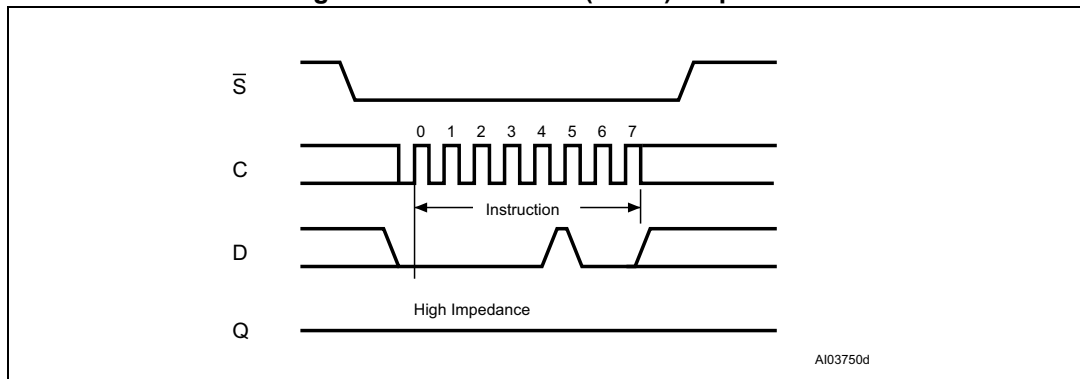 S̅
0 1 2 3 4 5 6 7
C
Instruction
D
High Impedance
Q
AI03750d